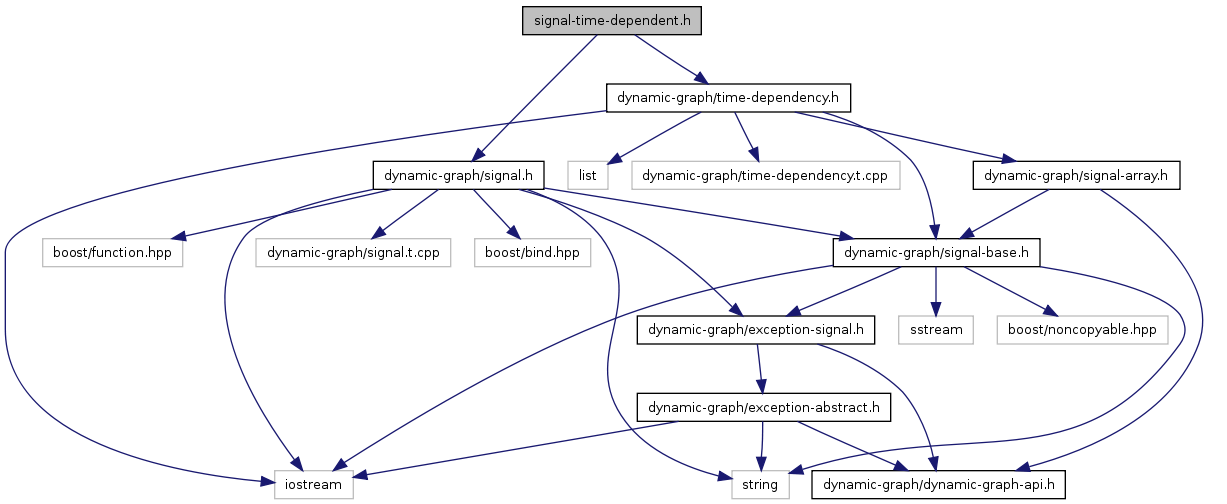 signal-time-dependent.h
dynamic-graph/time-dependency.h
dynamic-graph/signal.h
list
dynamic-graph/time-dependency.t.cpp
dynamic-graph/signal-array.h
boost/function.hpp
dynamic-graph/signal.t.cpp
boost/bind.hpp
dynamic-graph/signal-base.h
dynamic-graph/exception-signal.h
sstream
boost/noncopyable.hpp
dynamic-graph/exception-abstract.h
iostream
string
dynamic-graph/dynamic-graph-api.h